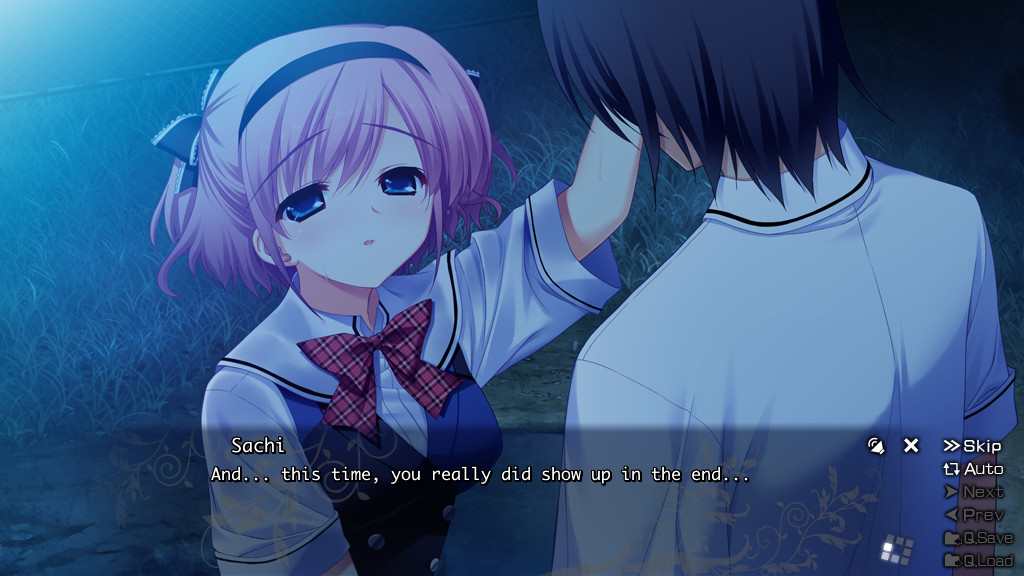 Sachi
And... this time, you really did show up in the end...
Skip
Auto
Next
Prev
Q.Save
Q.Load